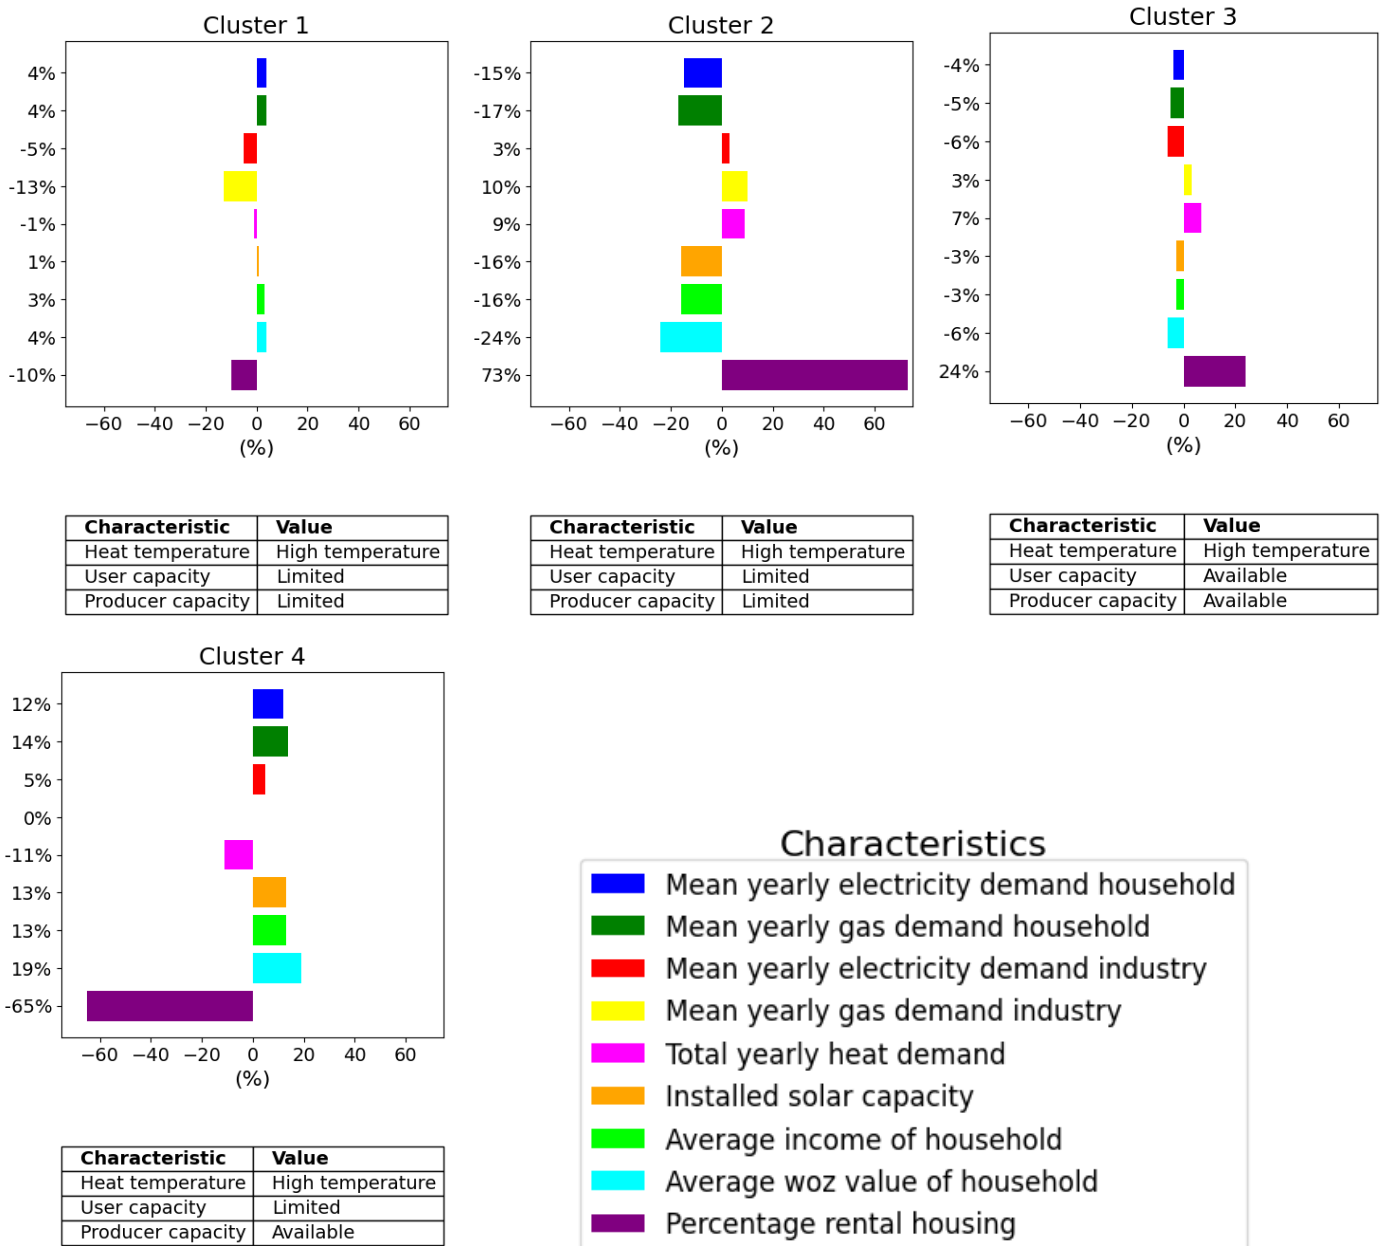 Cluster 1
4%
4%
-5%
-13%
-1%
1%
3%
4%
-10%
−60 −40 −20 0 20 40 60
(%)
Characteristic Value
Heat temperature High temperature
User capacity Limited
Producer capacity Limited
Cluster 2
-15%
-17%
3%
10%
9%
-16%
-16%
-24%
73%
−60 −40 −20 0 20 40 60
(%)
Characteristic Value
Heat temperature High temperature
User capacity Limited
Producer capacity Limited
Cluster 3
-4%
-5%
-6%
3%
7%
-3%
-3%
-6%
24%
−60 −40 −20 0 20 40 60
(%)
Characteristic Value
Heat temperature High temperature
User capacity Available
Producer capacity Available
Cluster 4
12%
14%
5%
0%
-11%
13%
13%
19%
-65%
−60 −40 −20 0 20 40 60
(%)
Characteristic Value
Heat temperature High temperature
User capacity Limited
Producer capacity Available
Characteristics
Mean yearly electricity demand household
Mean yearly gas demand household
Mean yearly electricity demand industry
Mean yearly gas demand industry
Total yearly heat demand
Installed solar capacity
Average income of household
Average woz value of household
Percentage rental housing